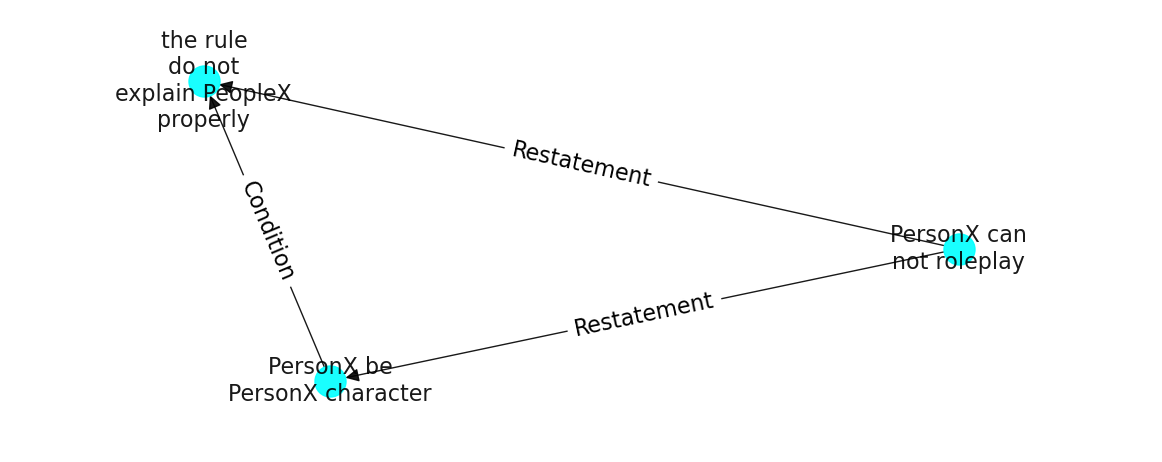 the rule
do not
explain PeopleX
properly
Restatement
Condition
PersonX can
not roleplay
Restatement
PersonX be
PersonX character